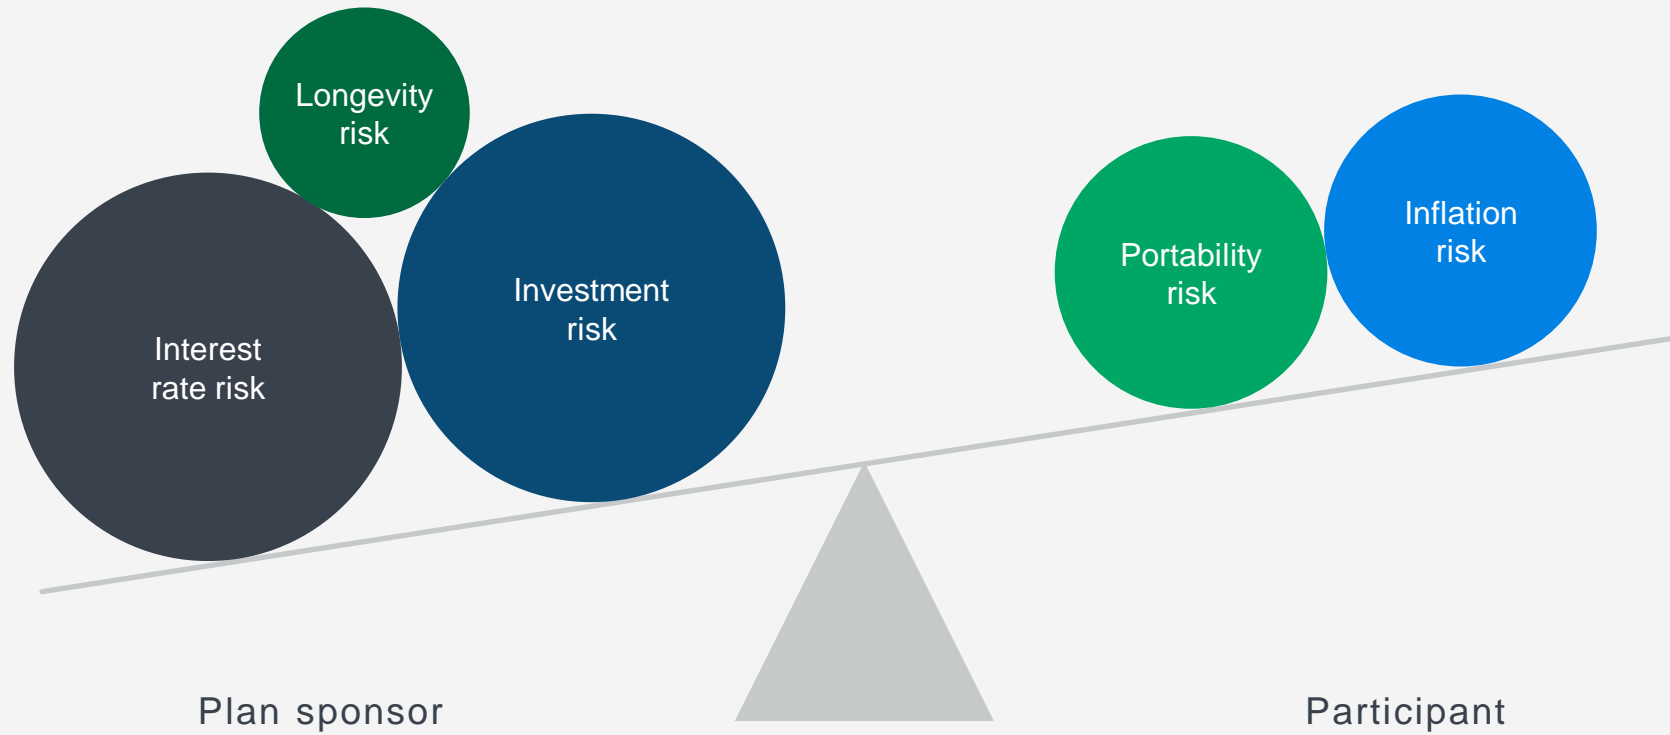 Longevity
risk
Interest
rate risk
Investment
risk
Portability
risk
Inflation
risk
Plan sponsor
Participant